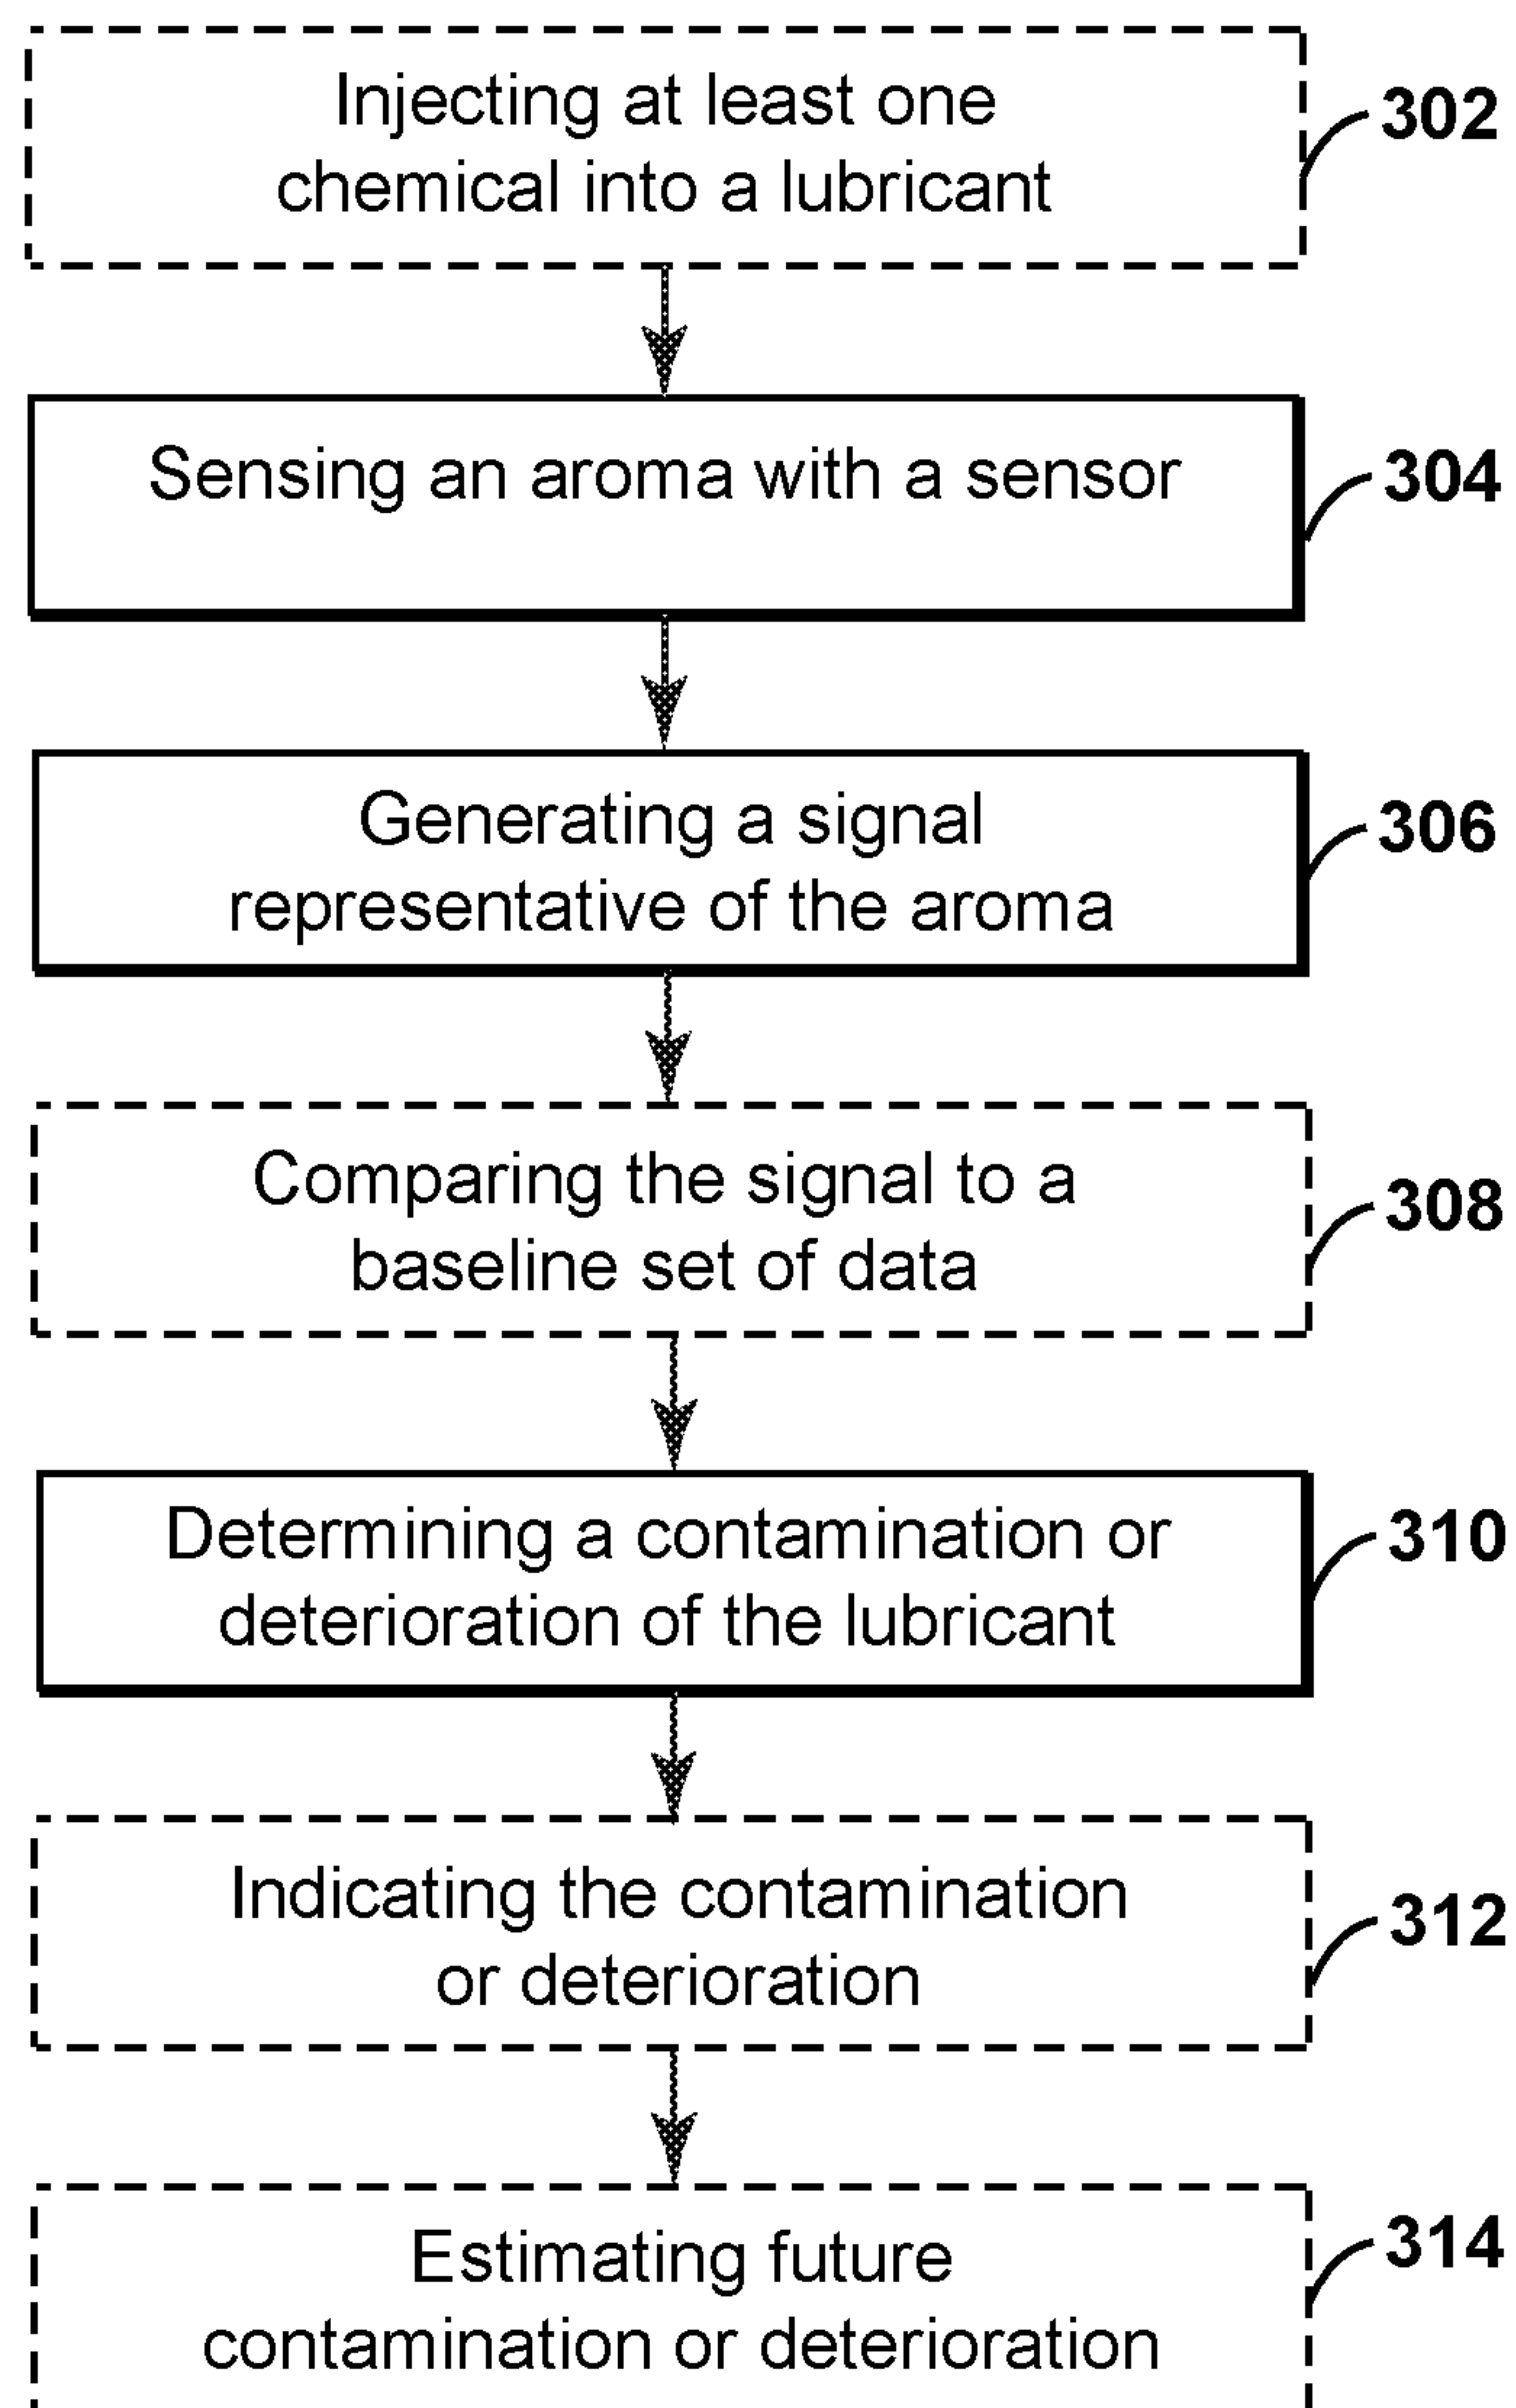 Injecting at least one
chemical into a lubricant
302
Sensing an aroma with a sensor
304
Generating a signal
representative of the aroma
306
Comparing the signal to a
baseline set of data
308
Determining a contamination or
deterioration of the lubricant
310
Indicating the contamination
or deterioration
312
Estimating future
contamination or deterioration
314